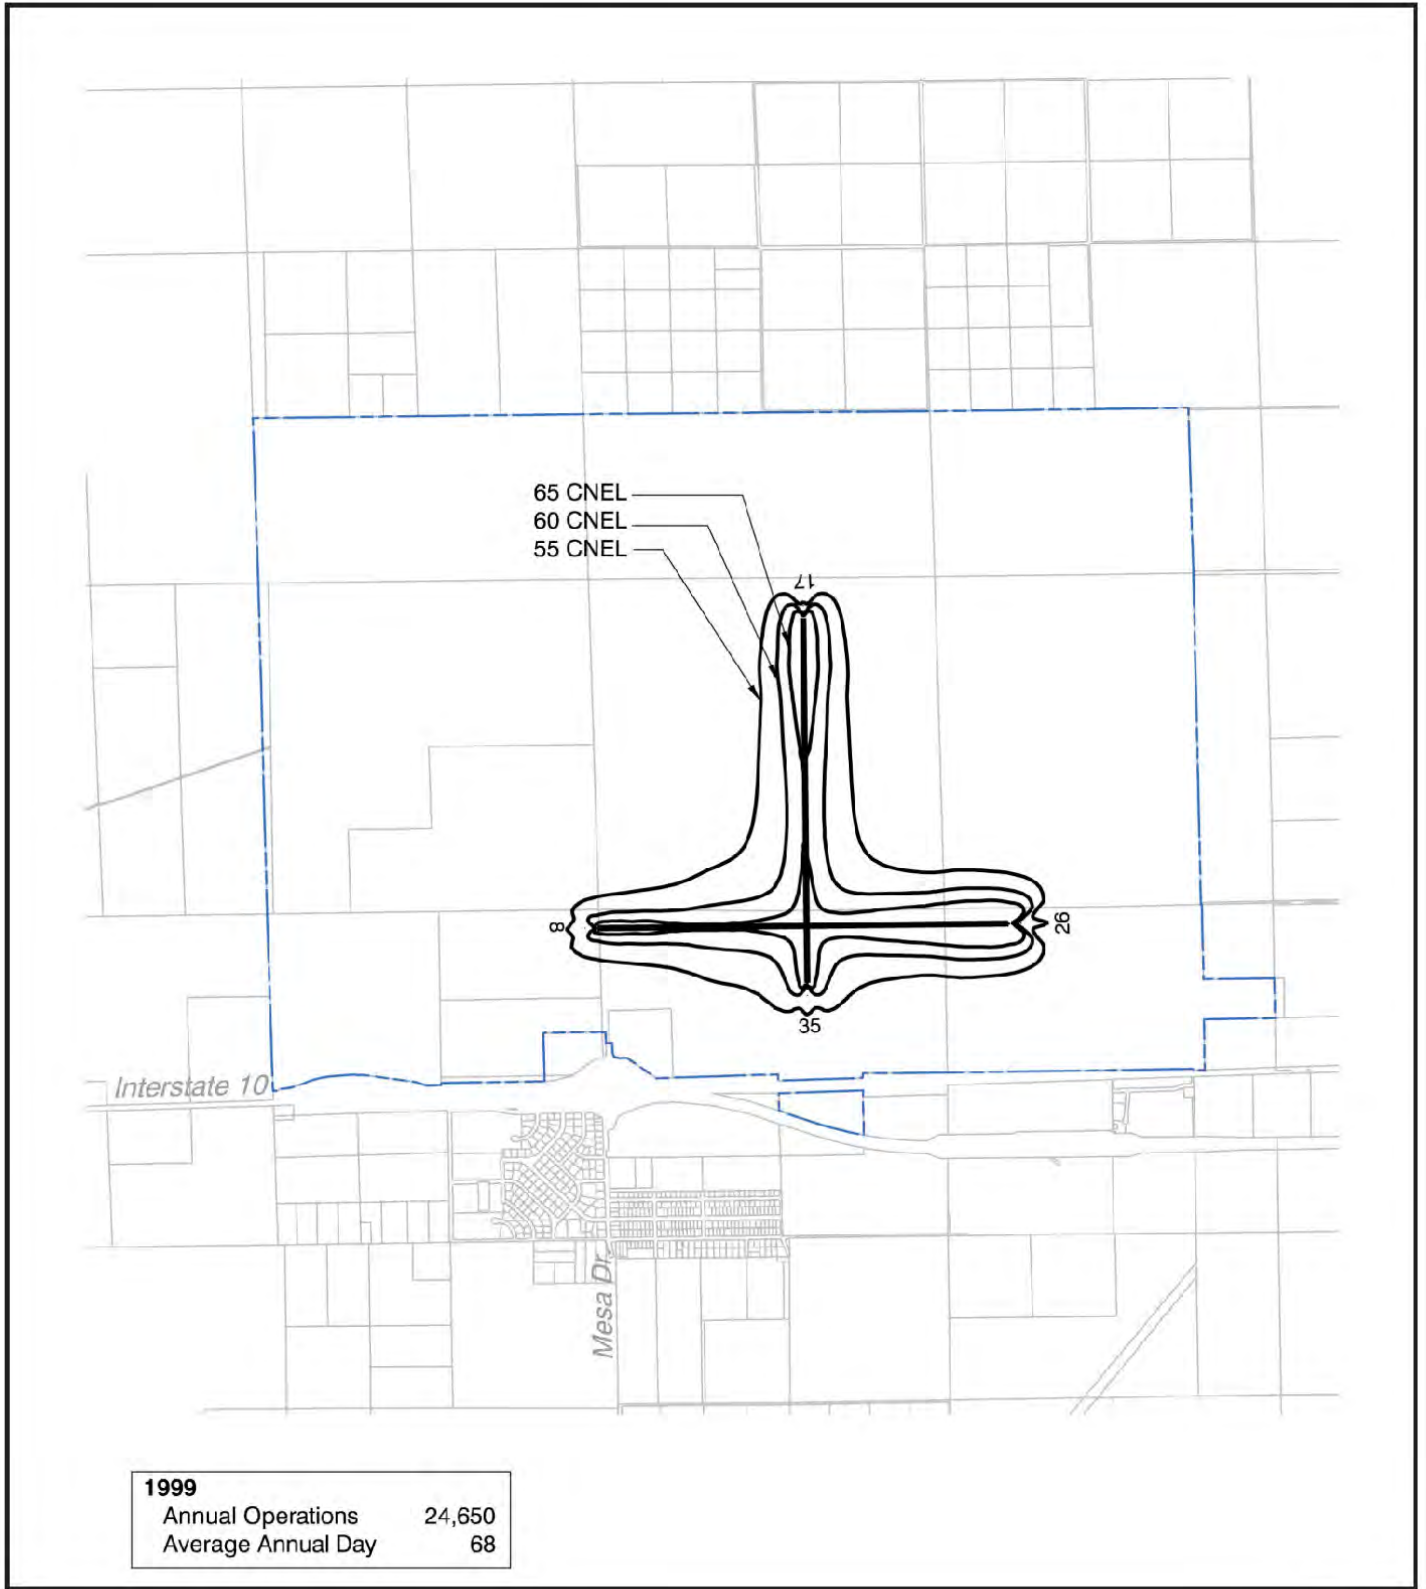 65 CNEL
60 CNEL
55 CNEL
17
8
26
35
Interstate 10
Mesa Dr.
1999
Annual Operations 24,650
Average Annual Day 68